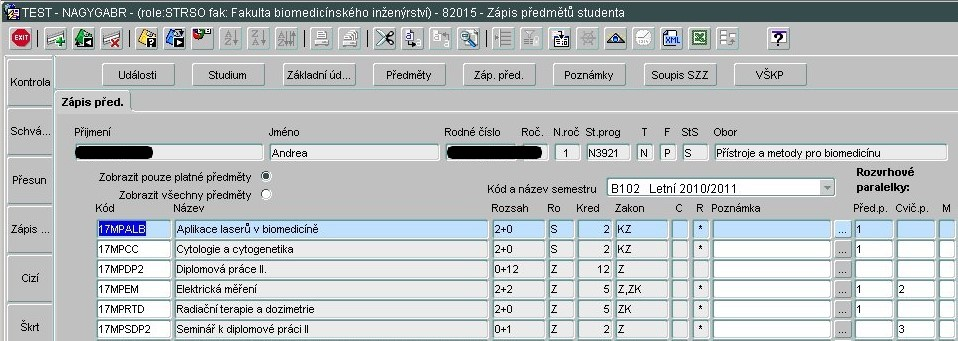 TEST - NAGYGABR - (role:STRSO fak: Fakulta biomedicínského inženýrství) - 82015 - Zápis předmětů studenta
EXIT XML ?
Události Studium Základní úd... Předměty Záp. před. Poznámky Soupis SZZ VŠKP
Kontrola
Schvá...
Přesun
Zápis ...
Cizí
Škrt
Zápis před.
Příjmení Jméno Rodné číslo Roč. N.roč St.prog T F StS Obor
Andrea 1 N3921 N P S Přístroje a metody pro biomedicínu
Zobrazit pouze platné předměty
Zobrazit všechny předměty
Kód a název semestru B102 Letní 2010/2011
Rozvrhové
paralelky:
Kód Název Rozsah Ro Kred Zakon C R Poznámka Před.p. Cvič.p. M
17MPALB Aplikace laserů v biomedicíně 2+0 S 2 KZ * ... 1
17MPCC Cytologie a cytogenetika 2+0 S 2 KZ * ... 1
17MPDP2 Diplomová práce II. 0+12 Z 12 Z ...
17MPEM Elektrická měření 2+2 Z 5 Z,ZK * ... 1 2
17MPRTD Radiační terapie a dozimetrie 2+0 Z 5 KZ * ... 1
17MPSDP2 Seminář k diplomové práci II 0+1 Z 2 Z * ... 3